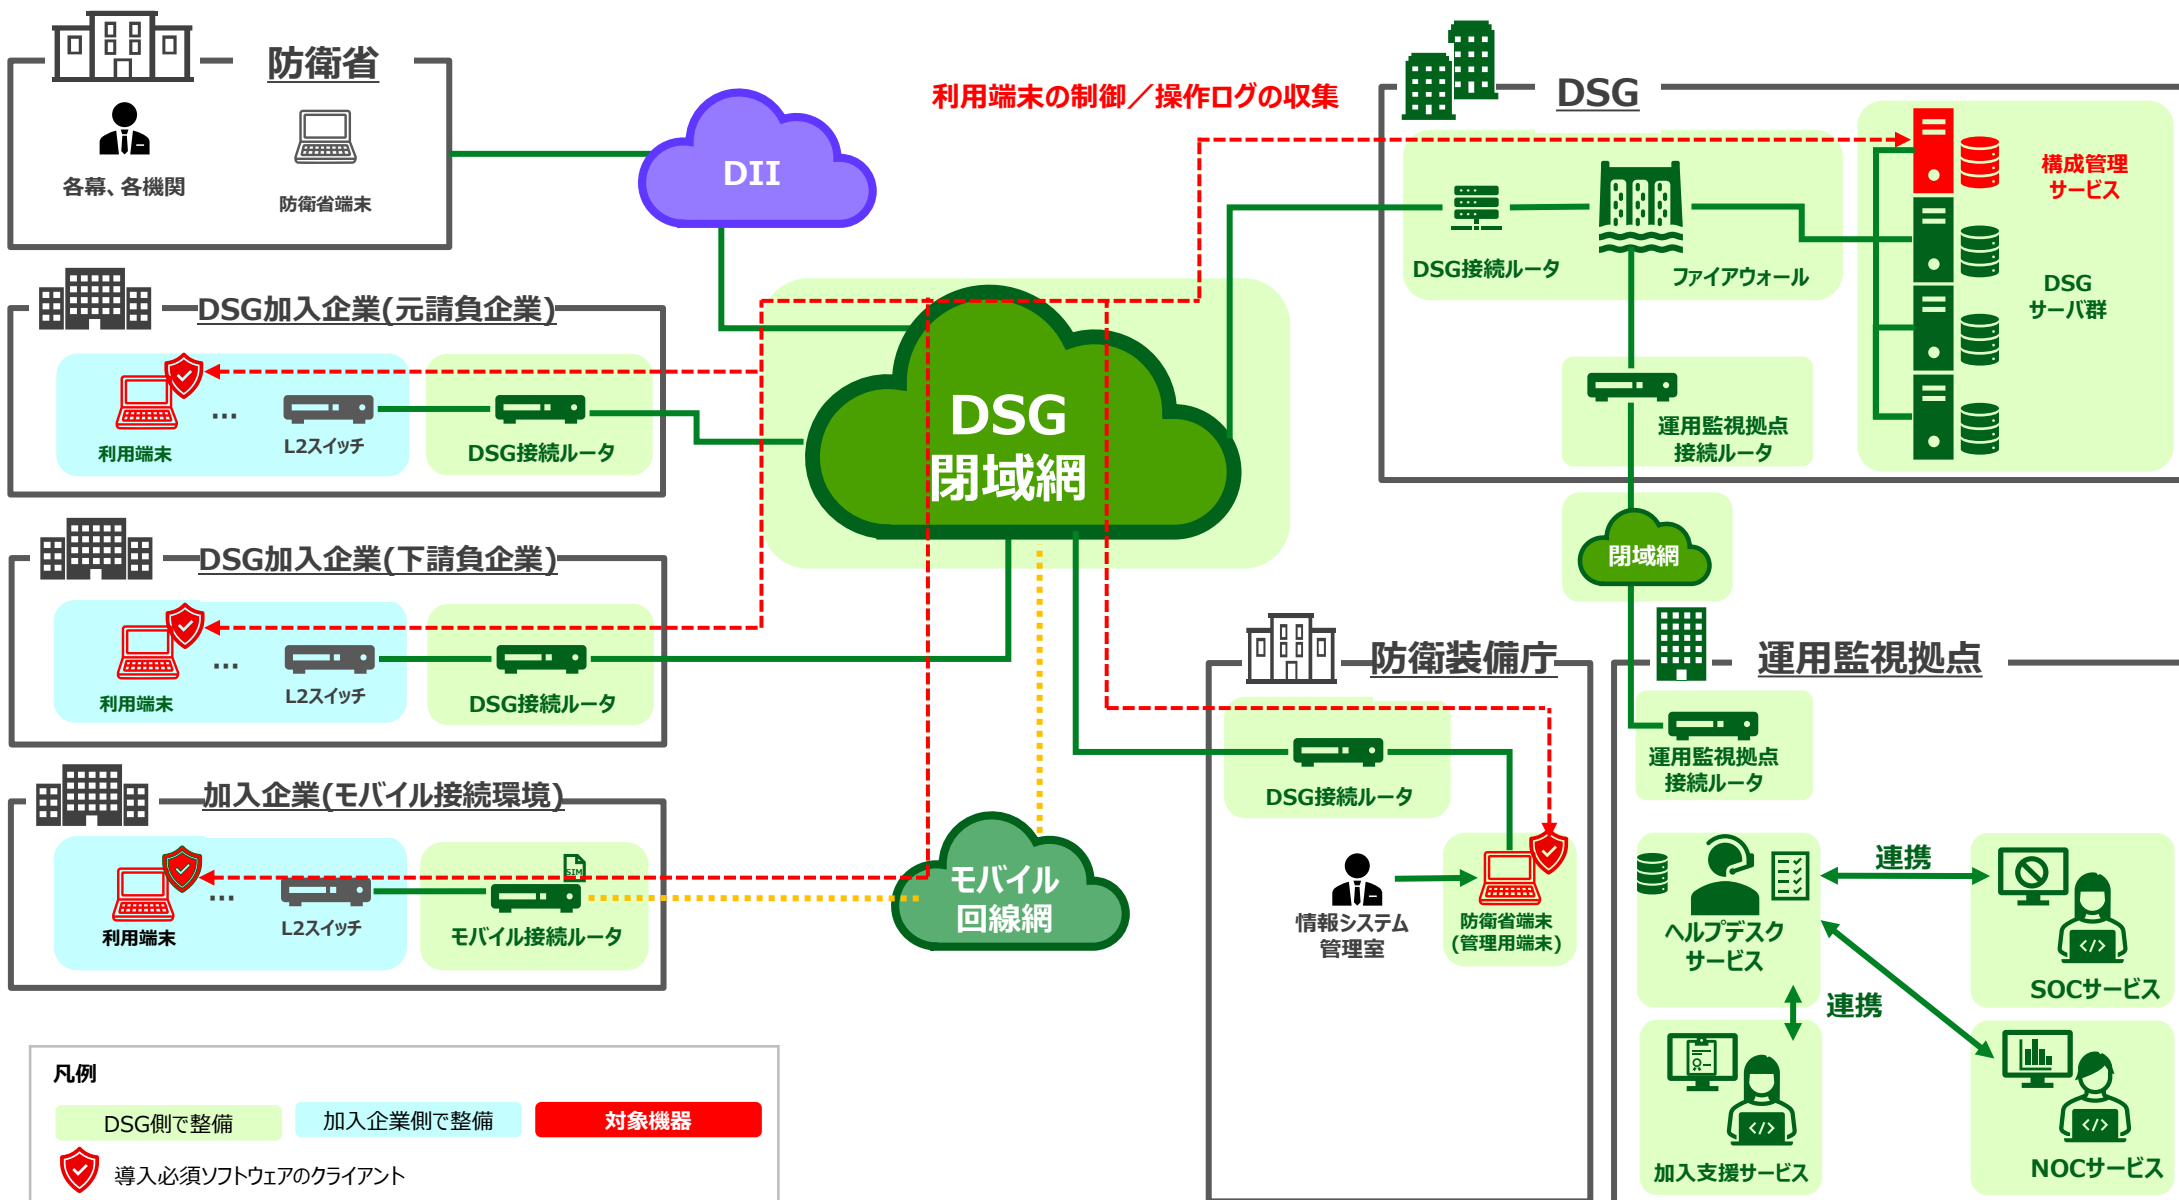 防衛省
各幕、各機関
防衛省端末
DII
利用端末の制御／操作ログの収集
DSG
DSG接続ルータ
ファイアウォール
構成管理
サービス
DSG
サーバ群
運用監視拠点
接続ルータ
閉域網
DSG加入企業(元請負企業)
利用端末
…
L2スイッチ
DSG接続ルータ
DSG
閉域網
DSG加入企業(下請負企業)
利用端末
…
L2スイッチ
DSG接続ルータ
加入企業(モバイル接続環境)
利用端末
…
L2スイッチ
SIM
モバイル接続ルータ
モバイル
回線網
防衛装備庁
DSG接続ルータ
情報システム
管理室
防衛省端末
(管理用端末)
運用監視拠点
運用監視拠点
接続ルータ
ヘルプデスク
サービス
連携
SOCサービス
連携
加入支援サービス
NOCサービス
凡例
DSG側で整備
加入企業側で整備
対象機器
導入必須ソフトウェアのクライアント